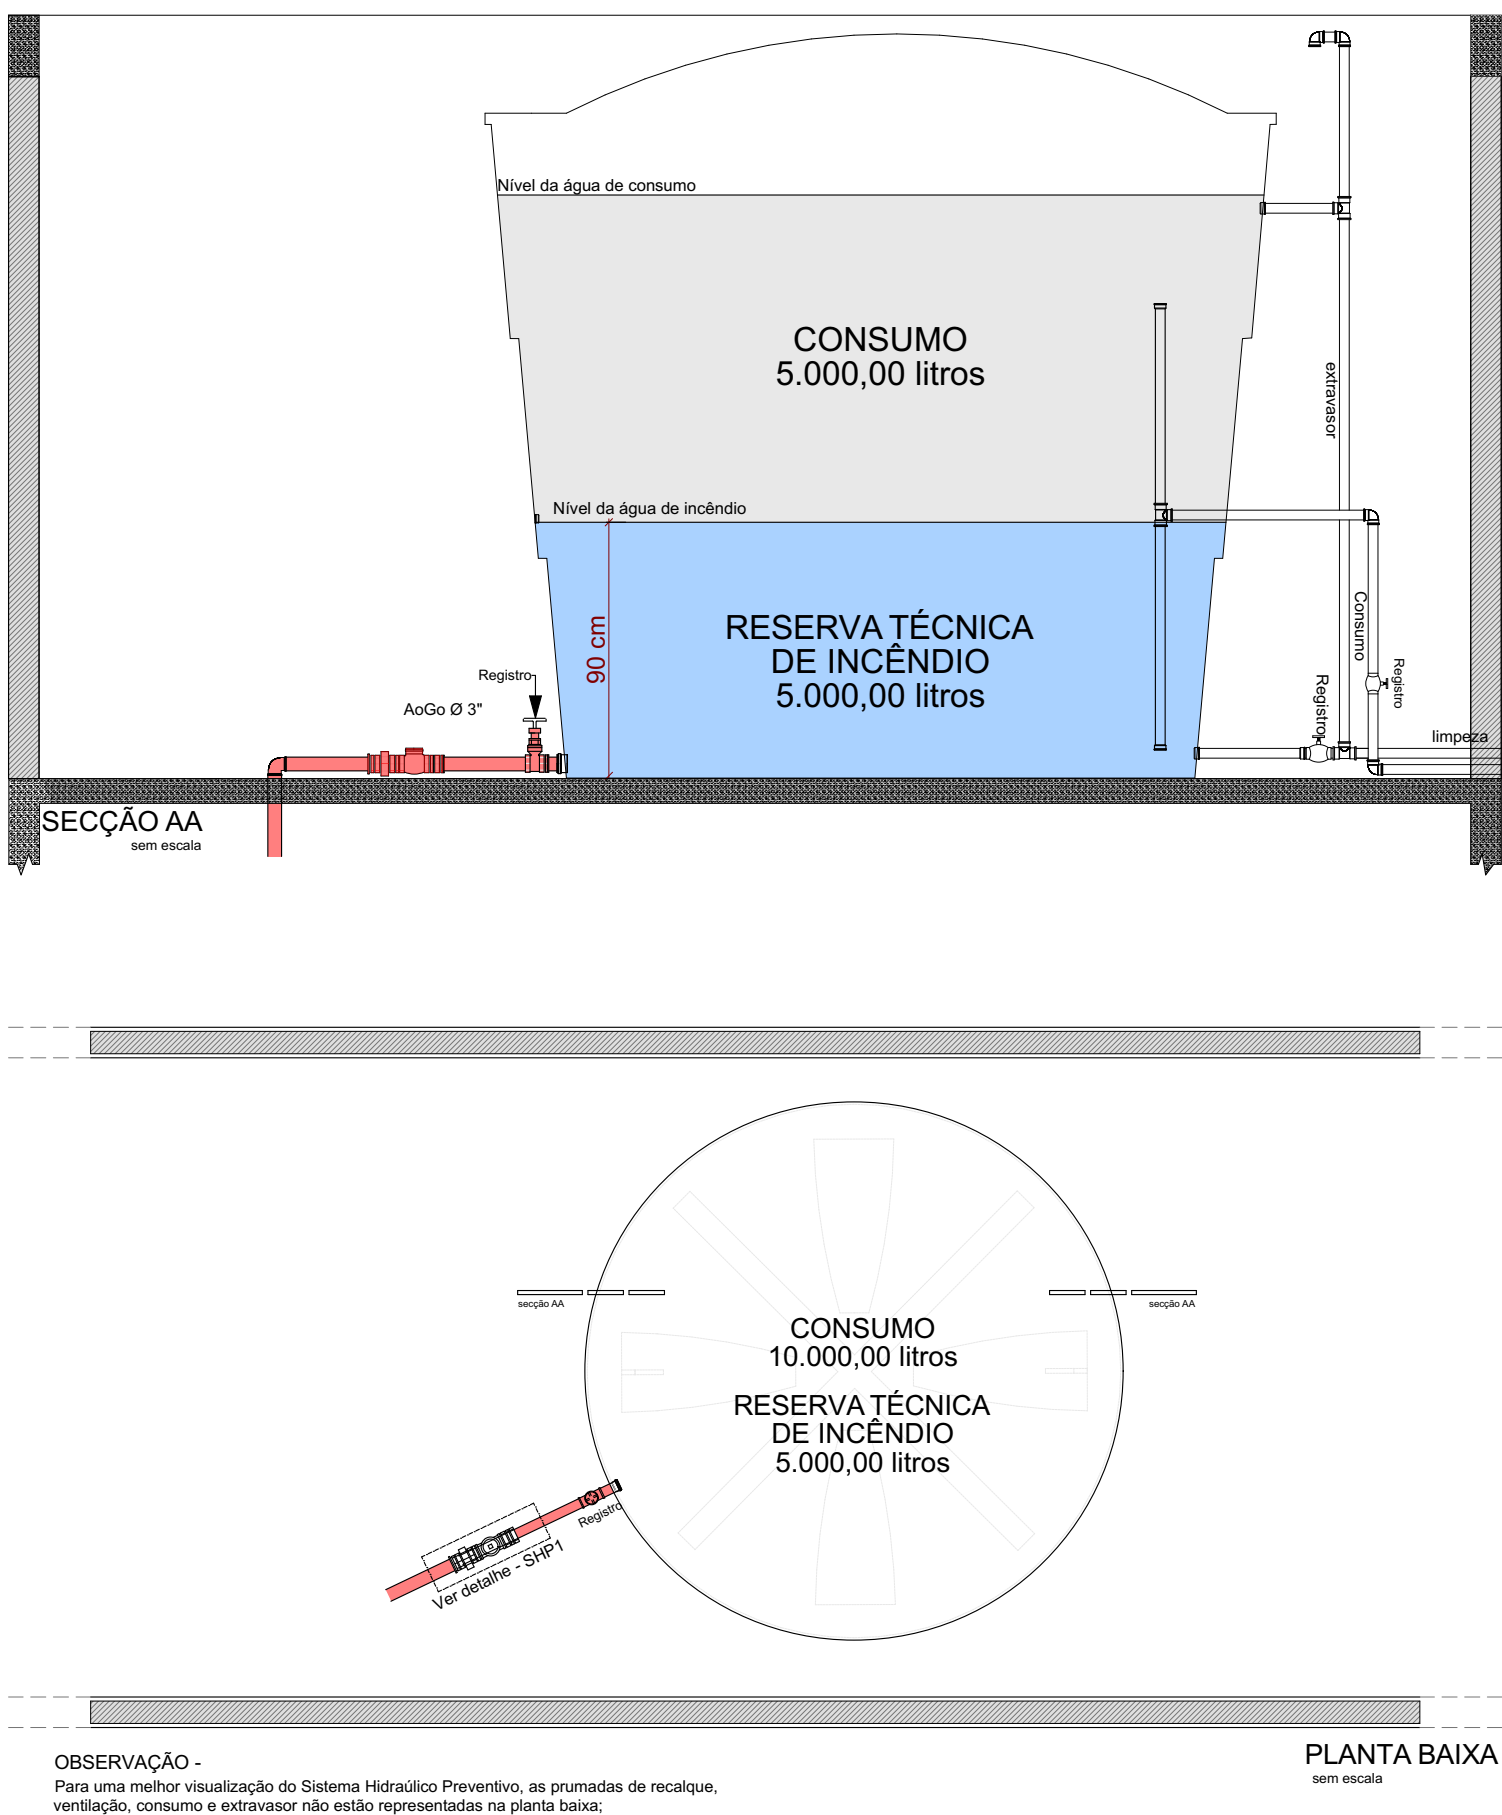 Nível da água de consumo
CONSUMO
5.000,00 litros
extravasor
Nível da água de incêndio
90 cm
RESERVA TÉCNICA
DE INCÊNDIO
5.000,00 litros
Consumo
Registro
Registro
Registro
AoGo Ø 3"
limpeza
SECÇÃO AA
sem escala
secção AA
secção AA
CONSUMO
10.000,00 litros
RESERVA TÉCNICA
DE INCÊNDIO
5.000,00 litros
Registro
Ver detalhe - SHP1
OBSERVAÇÃO -
Para uma melhor visualização do Sistema Hidraúlico Preventivo, as prumadas de recalque,
ventilação, consumo e extravasor não estão representadas na planta baixa;
PLANTA BAIXA
sem escala